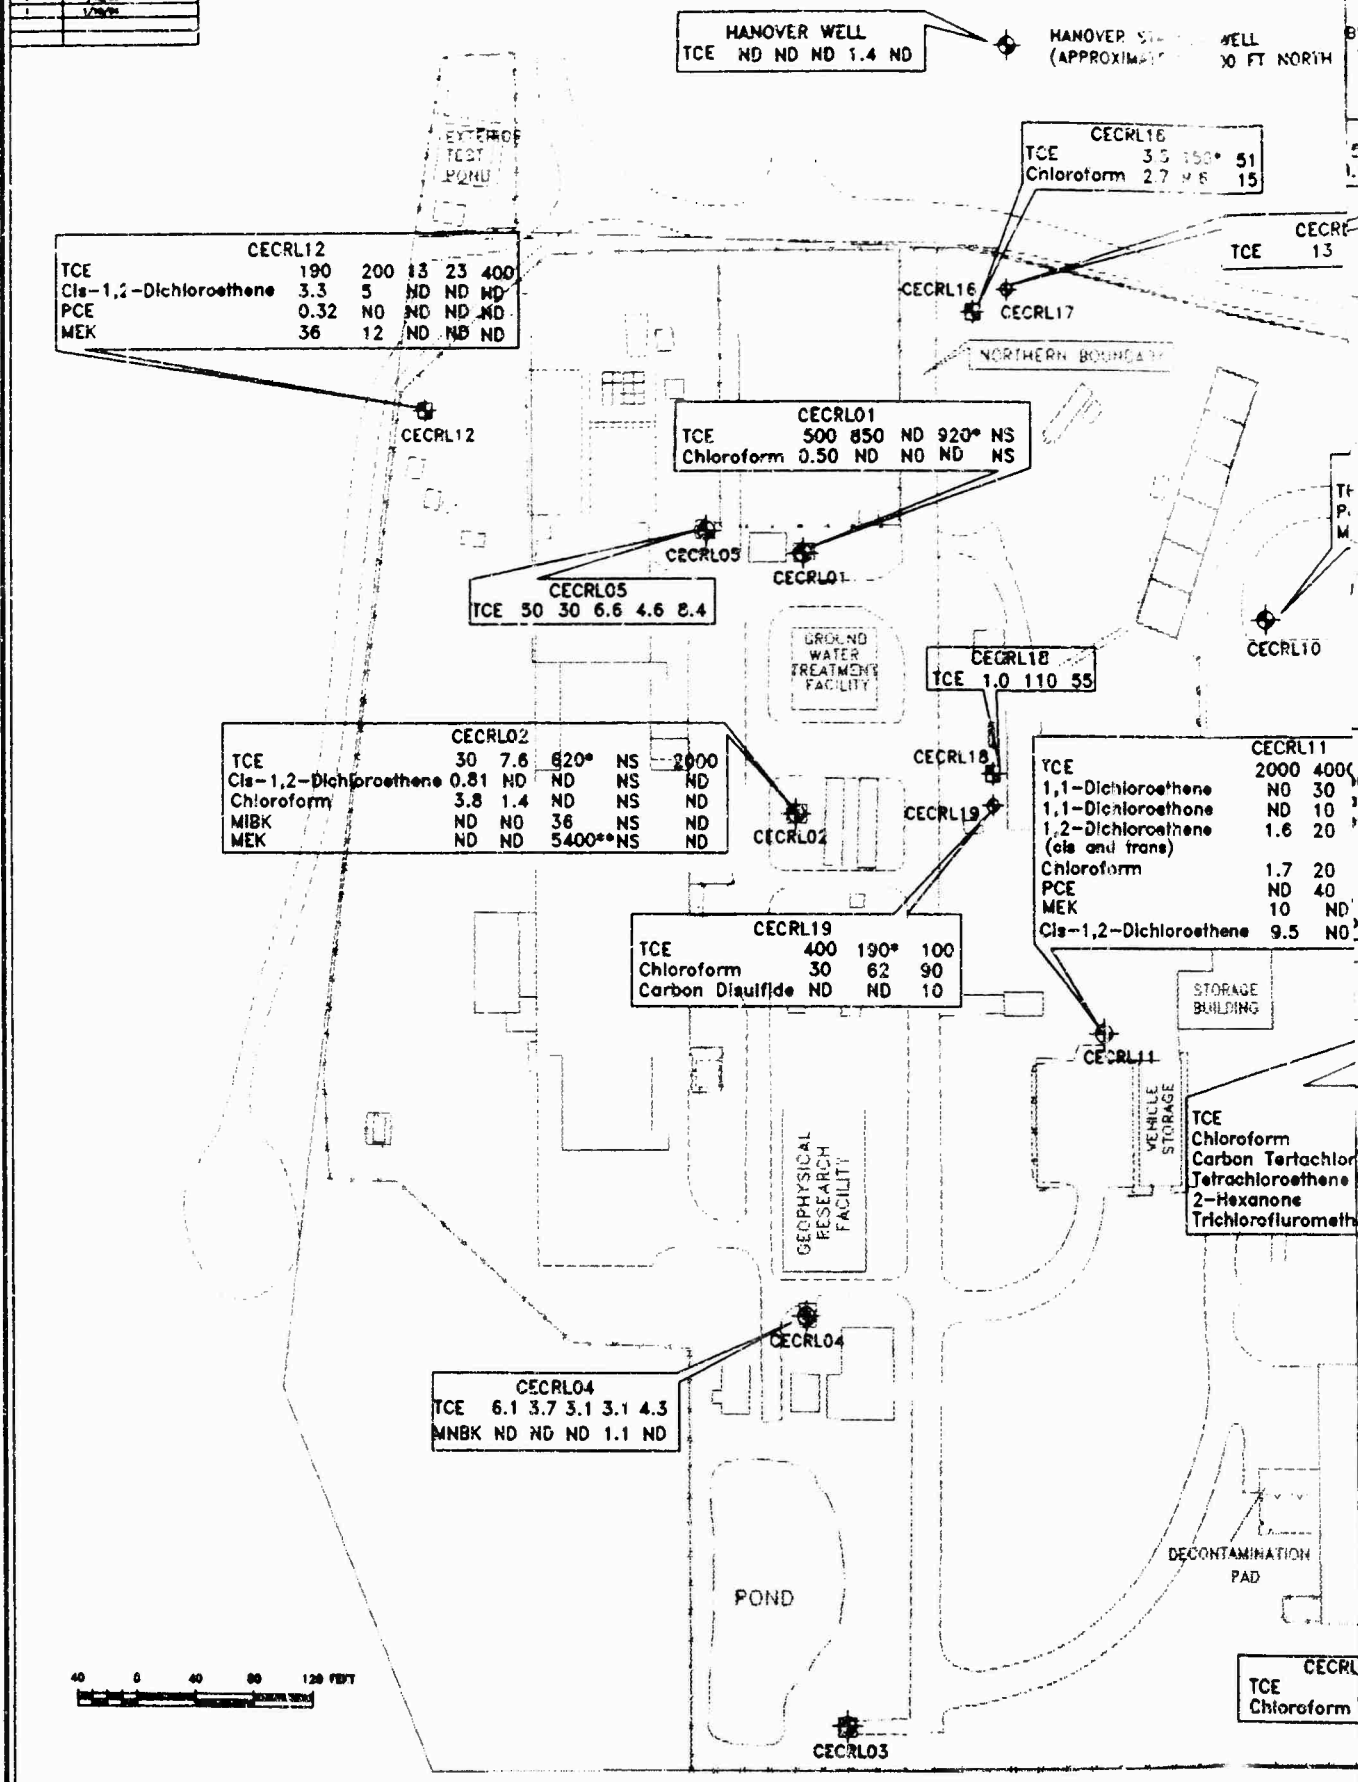 HANOVER WELL
TCE ND ND ND 1.4 ND
HANOVER WELL
FT NORTH
EXTERIOR
TEST
POND
CECRL16
TCE 51
Chloroform 2.7 15
TCE 13
CECRL12
TCE 190 200 13 23 400
Cis-1,2-Dichloroethene 3.3 5 ND ND ND
PCE 0.32 ND ND ND ND
MEK 36 12 ND ND ND
CECRL16
CECRL17
NORTHERN BOUNDARY
CECRL12
CECRL01
TCE 500 850 ND 920* NS
Chloroform 0.50 ND ND ND NS
CECRL05
CECRL01
CECRL05
TCE 50 30 6.6 4.6 8.4
GROUND
WATER
TREATMENT
FACILITY
CECRL10
CECRL18
TCE 1.0 110 55
CECRL02
TCE 30 7.6 620* NS 2000
Cis-1,2-Dichloroethene 0.81 ND ND NS ND
Chloroform 3.8 1.4 ND NS ND
MIBK ND ND 36 NS ND
MEK ND ND 5400** NS ND
CECRL18
CECRL19
CECRL02
CECRL11
TCE 2000
1,1-Dichloroethene ND 30
1,1-Dichloroethone ND 10
1,2-Dichloroethene 1.6 20
(cis and trans)
Chloroform 1.7 20
PCE ND 40
MEK 10 ND
Cis-1,2-Dichloroethene 9.5 ND
CECRL19
TCE 400 190* 100
Chloroform 30 62 90
Carbon Disulfide ND ND 10
STORAGE
BUILDING
CECRL11
VEHICLE
STORAGE
TCE
Chloroform
Carbon
Tetrachloroethene
2-Hexanone
GEOPHYSICAL
RESEARCH
FACILITY
CECRL04
CECRL04
TCE 6.1 3.7 3.1 3.1 4.3
MNBK ND ND ND 1.1 ND
DECONTAMINATION
PAD
POND
40 0 40 80 120 FEET
TCE
Chloroform
CECRL03